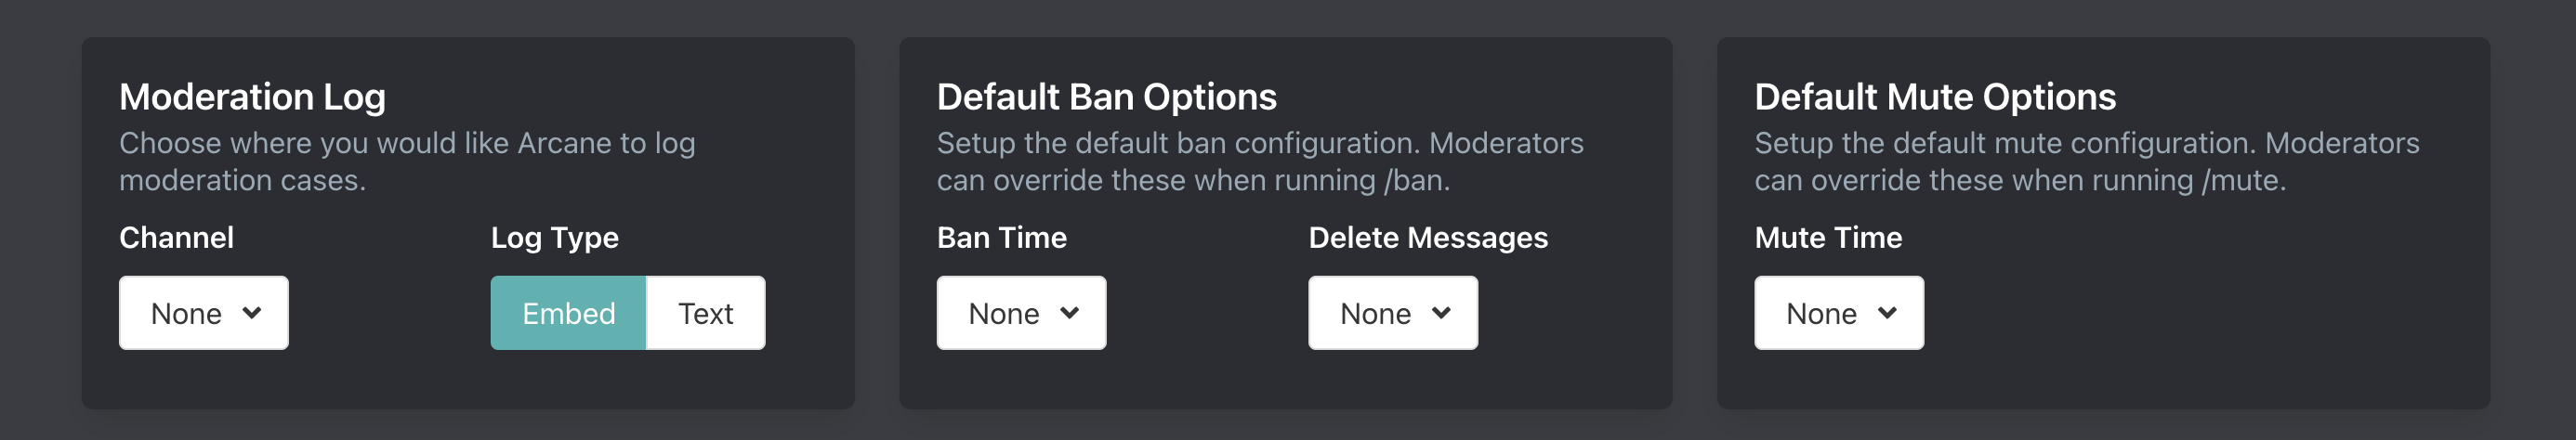 Moderation Log
Choose where you would like Arcane to log
moderation cases.
Channel
Log Type
None
Embed
Text
Default Ban Options
Setup the default ban configuration. Moderators
can override these when running /ban.
Ban Time
Delete Messages
None
None
Default Mute Options
Setup the default mute configuration. Moderators
can override these when running /mute.
Mute Time
None